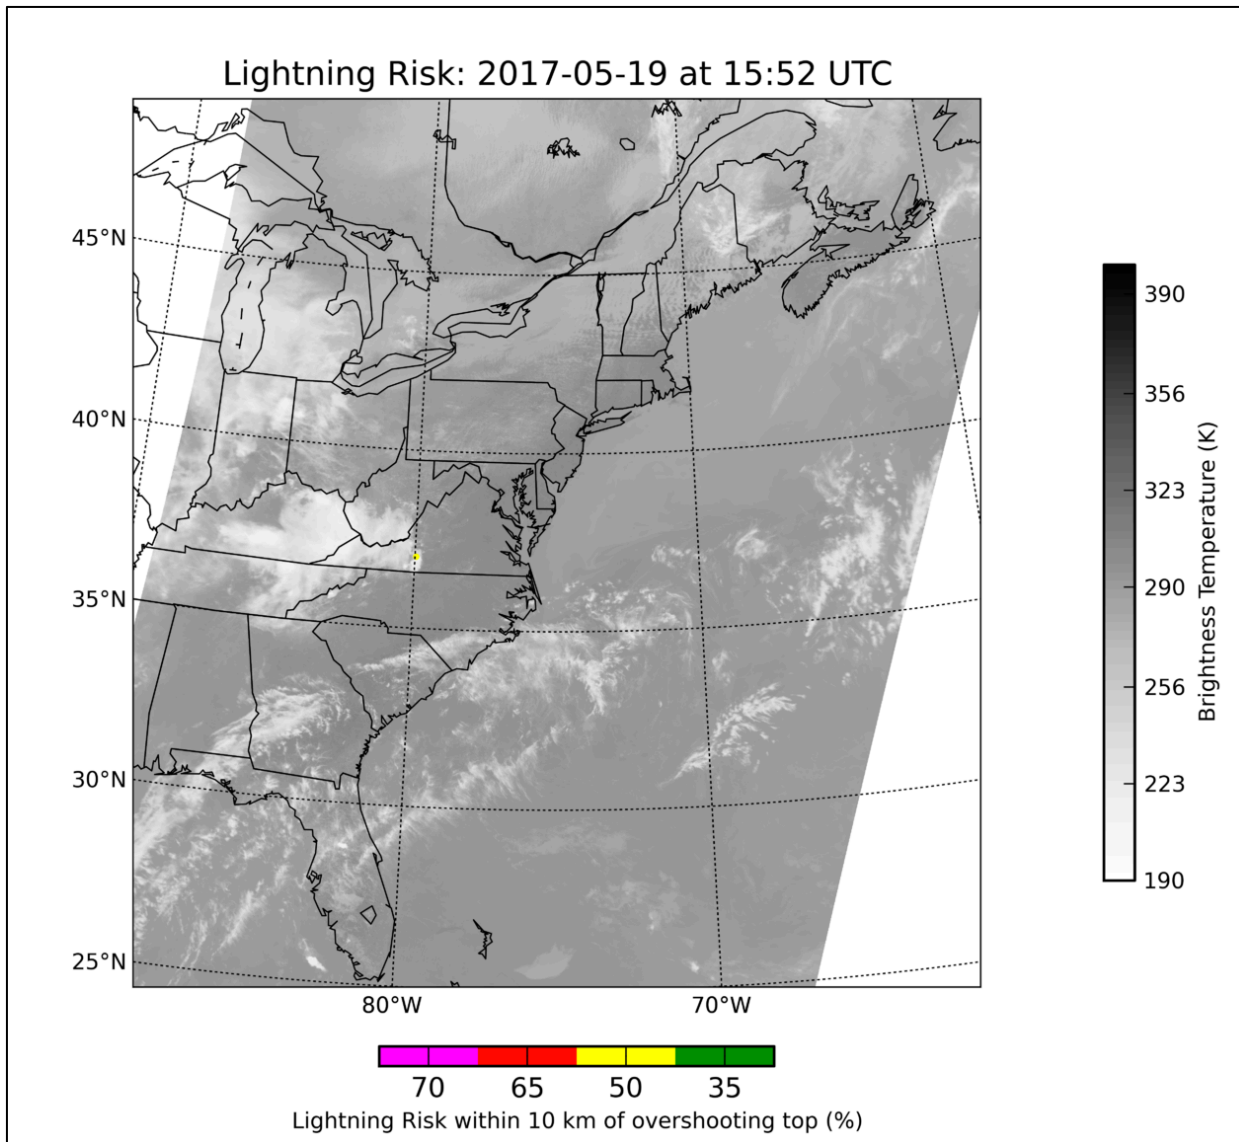 Lightning Risk: 2017-05-19 at 15:52 UTC
45°N
40°N
35°N
30°N
25°N
80°W
70°W
390
356
323
290
256
223
190
Brightness Temperature (K)
70
65
50
35
Lightning Risk within 10 km of overshooting top (%)